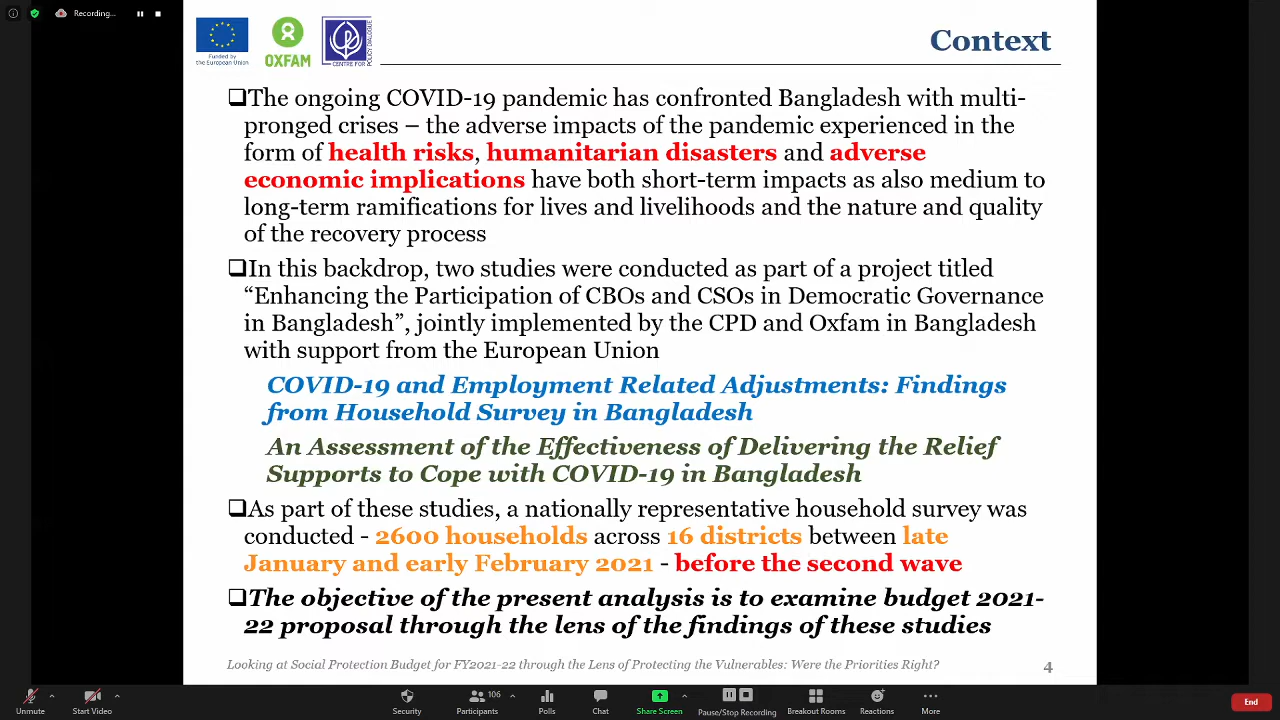 Recording...
Funded by
the European Union
OXFAM
CENTRE FOR
POLICY DIALOGUE
Context
The ongoing COVID-19 pandemic has confronted Bangladesh with multi-
pronged crises – the adverse impacts of the pandemic experienced in the
form of health risks, humanitarian disasters and adverse
economic implications have both short-term impacts as also medium to
long-term ramifications for lives and livelihoods and the nature and quality
of the recovery process
In this backdrop, two studies were conducted as part of a project titled
“Enhancing the Participation of CBOs and CSOs in Democratic Governance
in Bangladesh”, jointly implemented by the CPD and Oxfam in Bangladesh
with support from the European Union
COVID-19 and Employment Related Adjustments: Findings
from Household Survey in Bangladesh
An Assessment of the Effectiveness of Delivering the Relief
Supports to Cope with COVID-19 in Bangladesh
As part of these studies, a nationally representative household survey was
conducted - 2600 households across 16 districts between late
January and early February 2021 - before the second wave
The objective of the present analysis is to examine budget 2021-
22 proposal through the lens of the findings of these studies
Looking at Social Protection Budget for FY2021-22 through the Lens of Protecting the Vulnerables: Were the Priorities Right?
4
Unmute
Start Video
Security
Participants
106
Polls
Chat
Share Screen
Pause/Stop Recording
Breakout Rooms
Reactions
More
End